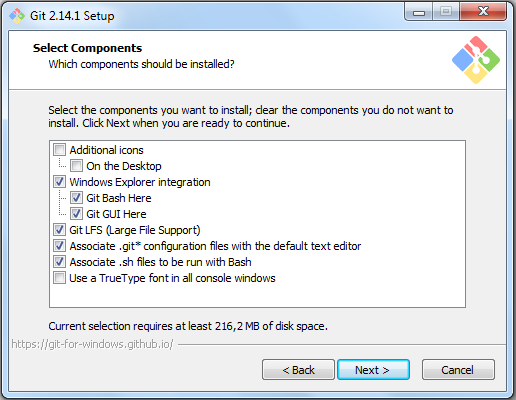 Git 2.14.1 Setup
Select Components
Which components should be installed?
Select the components you want to install; clear the components you do not want to
install. Click Next when you are ready to continue.
Additional icons
On the Desktop
Windows Explorer integration
Git Bash Here
Git GUI Here
Git LFS (Large File Support)
Associate .git* configuration files with the default text editor
Associate .sh files to be run with Bash
Use a TrueType font in all console windows
Current selection requires at least 216,2 MB of disk space.
https://git-for-windows.github.io/
< Back
Next >
Cancel